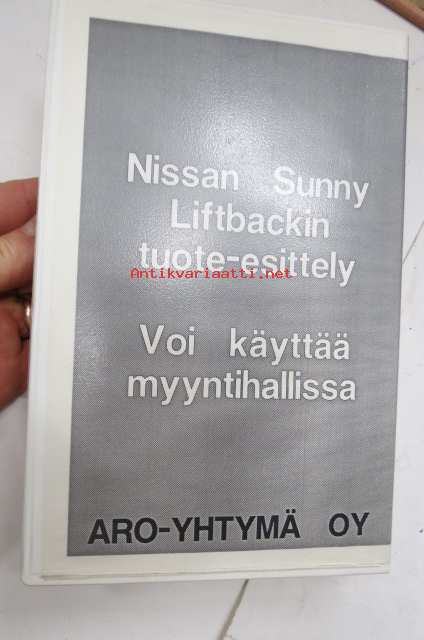 Nissan Sunny
Liftbackin
tuote-esittely
Antikvariaatti.net
Voi käyttää
myyntihallissa
ARO-YHTYMÄ OY